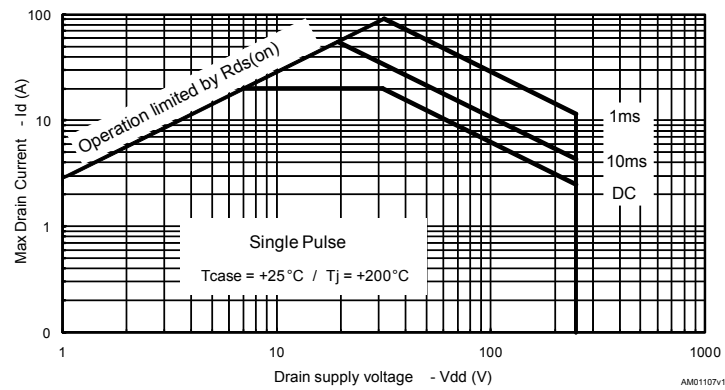 100
10
1
0
Max Drain Current - Id (A)
Operation limited by Rds(on)
1ms
10ms
DC
Single Pulse
Tcase = +25°C / Tj = +200°C
1
10
100
1000
Drain supply voltage - Vdd (V)
AM01107v1